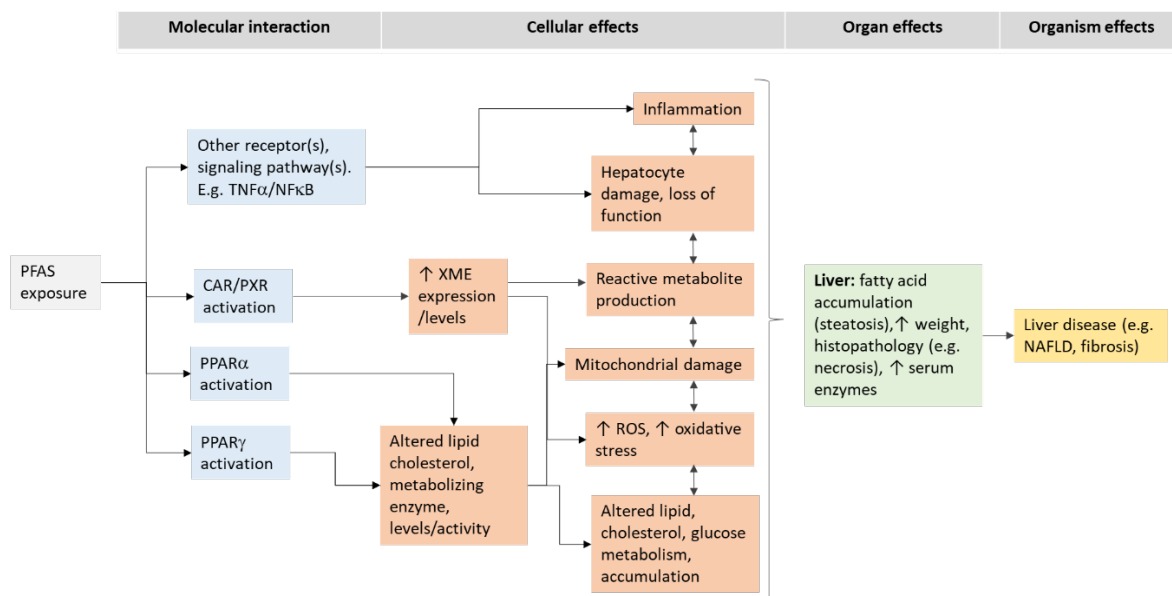 Molecular interaction
Cellular effects
Organ effects
Organism effects
PFAS
exposure
Other receptor(s),
signaling pathway(s).
E.g. TNFα/NFκB
CAR/PXR
activation
PPARα
activation
PPARγ
activation
↑ XME
expression
/levels
Altered lipid
cholesterol,
metabolizing
enzyme,
levels/activity
Inflammation
Hepatocyte
damage, loss of
function
Reactive metabolite
production
Mitochondrial damage
↑ ROS, ↑ oxidative
stress
Altered lipid,
cholesterol, glucose
metabolism,
accumulation
Liver: fatty acid
accumulation
(steatosis),↑ weight,
histopathology (e.g.
necrosis), ↑ serum
enzymes
Liver disease (e.g.
NAFLD, fibrosis)